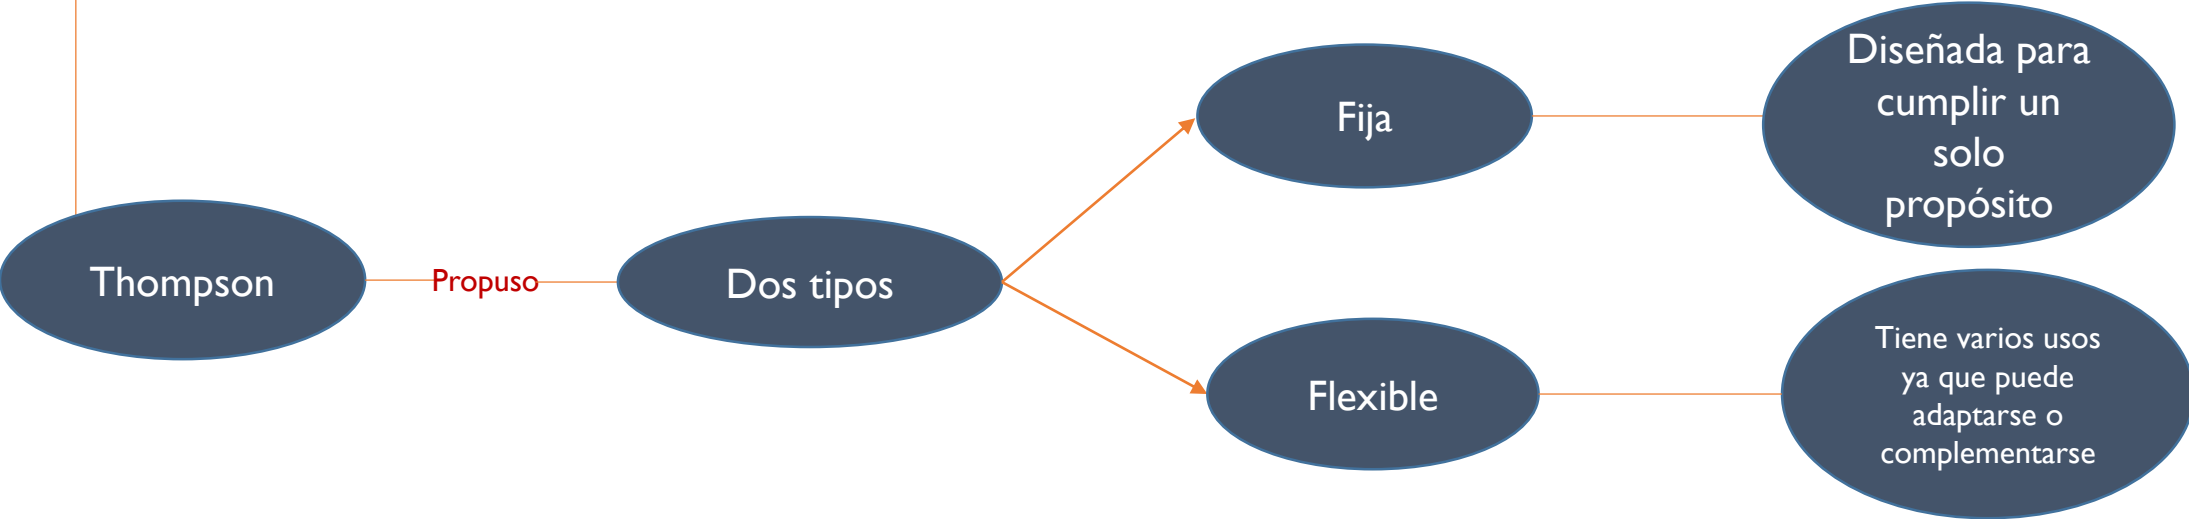 Thompson
Propuso
Dos tipos
Fija
Diseñada para
cumplir un
solo
propósito
Flexible
Tiene varios usos
ya que puede
adaptarse o
complementarse